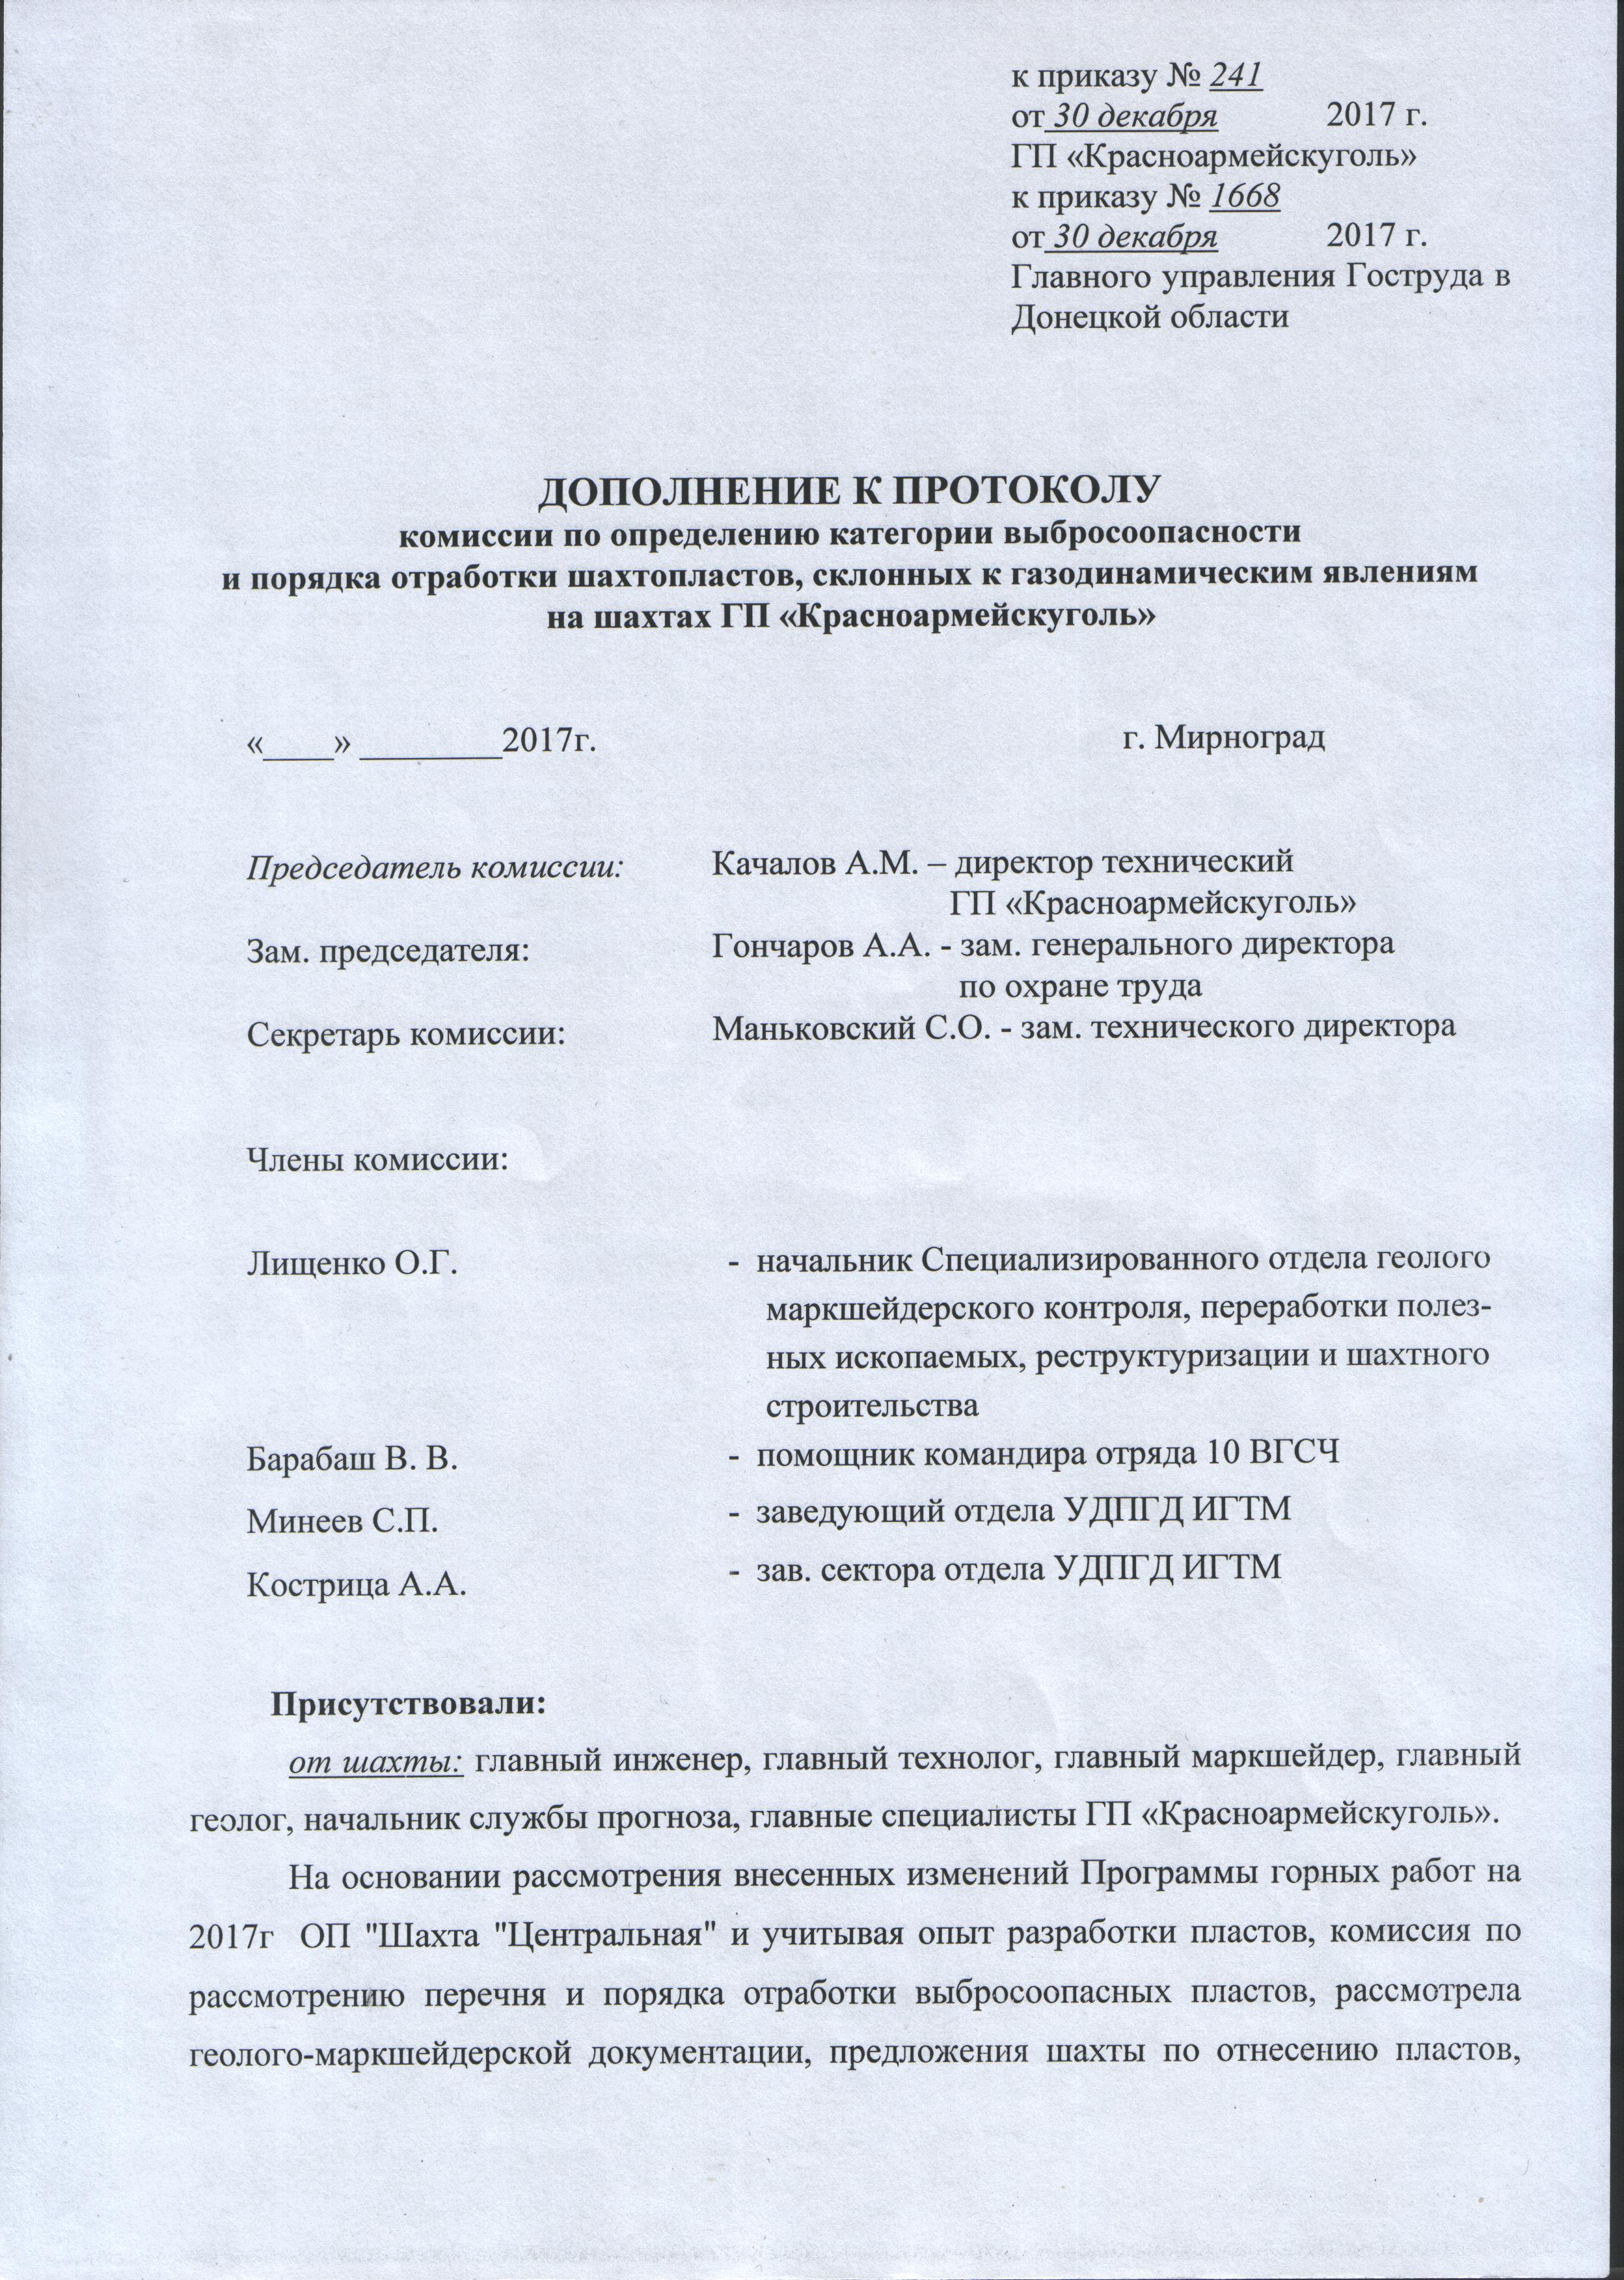 к приказу № 241
от 30 декабря 2017 г.
ГП «Красноармейскуголь»
к приказу № 1668
от 30 декабря 2017 г.
Главного управления Гоструда в
Донецкой области
ДОПОЛНЕНИЕ К ПРОТОКОЛУ
комиссии по определению категории выбросоопасности
и порядка отработки шахтопластов, склонных к газодинамическим явлениям
на шахтах ГП «Красноармейскуголь»
«____» ________2017г. г. Мирноград
Председатель комиссии: Качалов А.М. – директор технический
ГП «Красноармейскуголь»
Зам. председателя: Гончаров А.А. - зам. генерального директора
по охране труда
Секретарь комиссии: Маньковский С.О. - зам. технического директора
Члены комиссии:
Лищенко О.Г. - начальник Специализированного отдела геолого
маркшейдерского контроля, переработки полез-
ных ископаемых, реструктуризации и шахтного
строительства
Барабаш В. В. - помощник командира отряда 10 ВГСЧ
Минеев С.П. - заведующий отдела УДПГД ИГТМ
Кострица А.А. - зав. сектора отдела УДПГД ИГТМ
Присутствовали:
от шахты: главный инженер, главный технолог, главный маркшейдер, главный
геолог, начальник службы прогноза, главные специалисты ГП «Красноармейскуголь».
На основании рассмотрения внесенных изменений Программы горных работ на
2017г ОП "Шахта "Центральная" и учитывая опыт разработки пластов, комиссия по
рассмотрению перечня и порядка отработки выбросоопасных пластов, рассмотрела
геолого-маркшейдерской документации, предложения шахты по отнесению пластов,